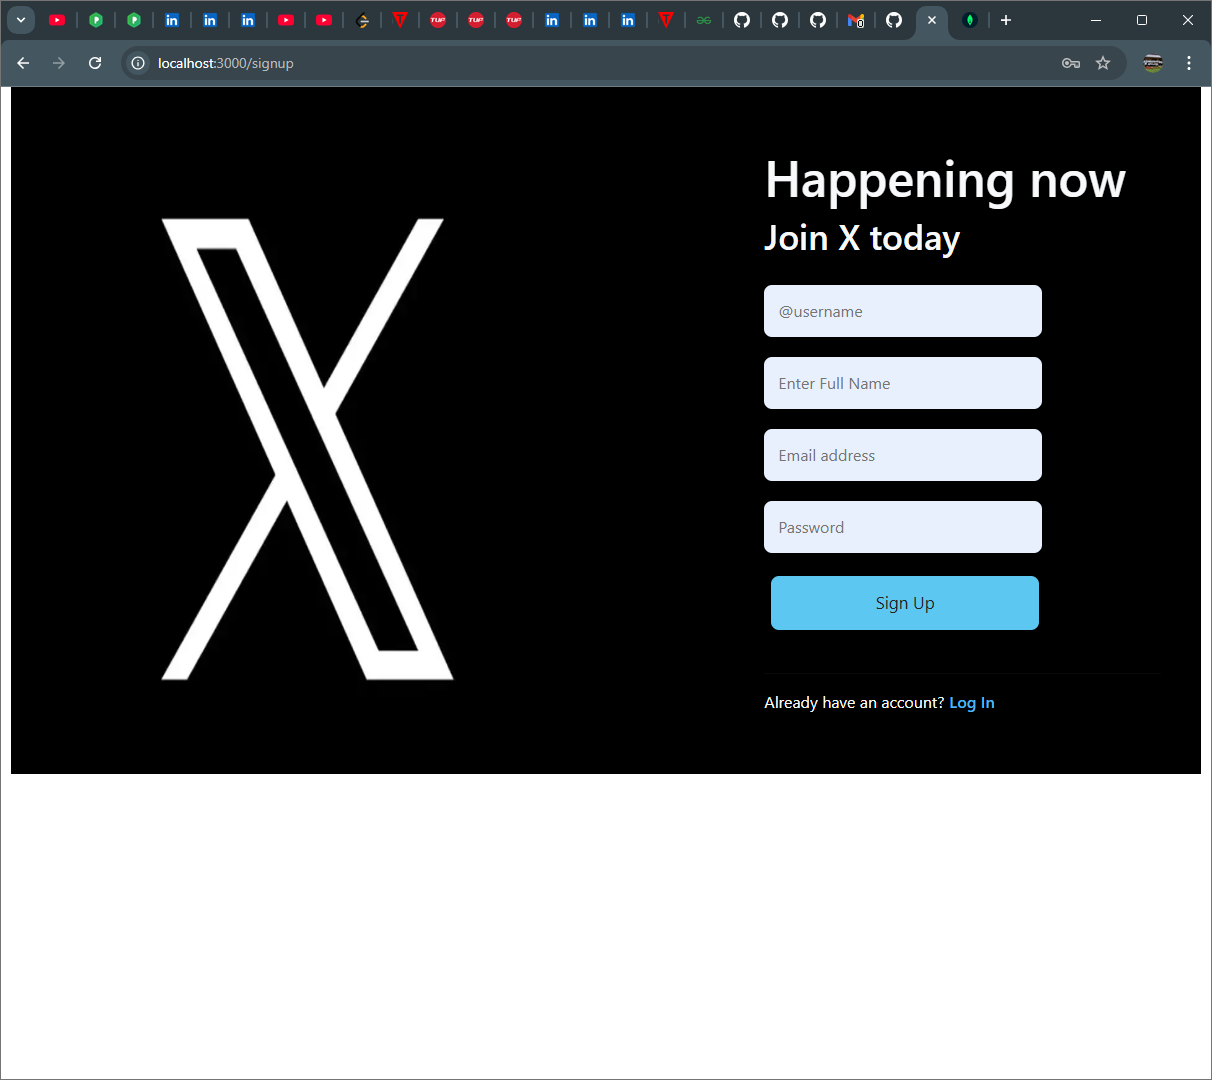 localhost:3000/signup
X
Happening now
Join X today
@username
Enter Full Name
Email address
Password
Sign Up
Already have an account? Log In